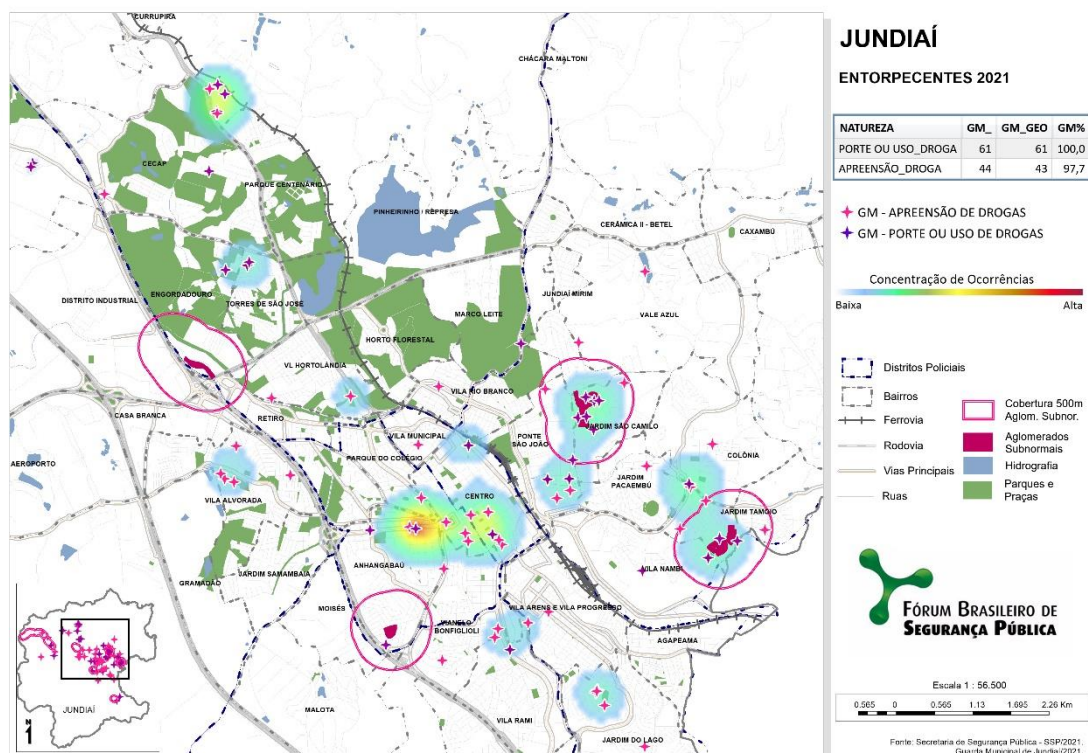 CURRUPIRA
CHÁCARA MALTONI
CECAP
PARQUE CENTENÁRIO
PINHEIRINHO / REPRESA
CERÂMICA II - BETEL
CAXAMBÚ
DISTRITO INDUSTRIAL
ENGORDADOURO
TORRES DE SÃO JOSÉ
JUNDIAÍ MIRIM
MARCO LEITE
VALE AZUL
HORTO FLORESTAL
VL HORTOLÂNDIA
CASA BRANCA
RETIRO
VILA RIO BRANCO
VILA MUNICIPAL
PONTE
SÃO JOÃO
JARDIM SÃO CAMILO
PARQUE DO COLÉGIO
COLÔNIA
AEROPORTO
JARDIM
PACAEMBÚ
VILA ALVORADA
CENTRO
JARDIM TAMOIO
ANHANGABAÚ
GRAMADÃO
JARDIM SAMAMBAIA
VILA NAMBI
MOISÉS
VILA ARENS E VILA PROGRESSO
VIANELO
BONFIGLIOLI
AGAPEAMA
MALOTA
VILA RAMI
JARDIM DO LAGO
JUNDIAÍ
N
1
JUNDIAÍ
ENTORPECENTES 2021
NATUREZA GM_ GM_GEO GM%
PORTE OU USO_DROGA 61 61 100,0
APREENSÃO_DROGA 44 43 97,7
GM - APREENSÃO DE DROGAS
GM - PORTE OU USO DE DROGAS
Concentração de Ocorrências
Baixa Alta
Distritos Policiais
Bairros
Ferrovia
Rodovia
Vias Principais
Ruas
Cobertura 500m
Aglom. Subnor.
Aglomerados
Subnormais
Hidrografia
Parques e
Praças
FÓRUM BRASILEIRO DE
SEGURANÇA PÚBLICA
Escala 1 : 56.500
0.565 0 0.565 1.13 1.695 2.26 Km
Fonte: Secretaria de Segurança Pública - SSP/2021.
Guarda Municipal de Jundiaí/2021